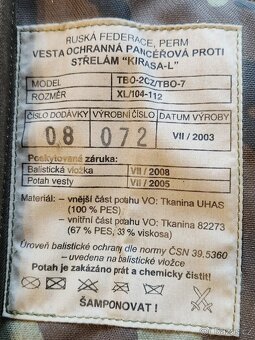 RUSKÁ FEDERACE, PERM
VESTA OCHRANNÁ PANCÉŘOVÁ PROTI
STŘELÁM "KIRASA-L"
MODEL TBO-2CZ/TBO-7
ROZMĚR XL/104-112
ČÍSLO DODÁVKY VÝROBNÍ ČÍSLO DATUM VÝROBY
08 072 VII / 2003
Poskytovaná záruka:
Balistická vložka VII / 2008
Potah vesty VII / 2005
Materiál: – vnější část potahu VO: Tkanina UHAS
(100 % PES)
– vnitřní část potahu VO: Tkanina 82273
(67 % PES, 33 % viskosa)
Úroveň balistické ochrany dle normy ČSN 39.5360
– uvedena na balistické vložce
Potah je zakázáno prát a chemicky čistit!
ŠAMPONOVAT !